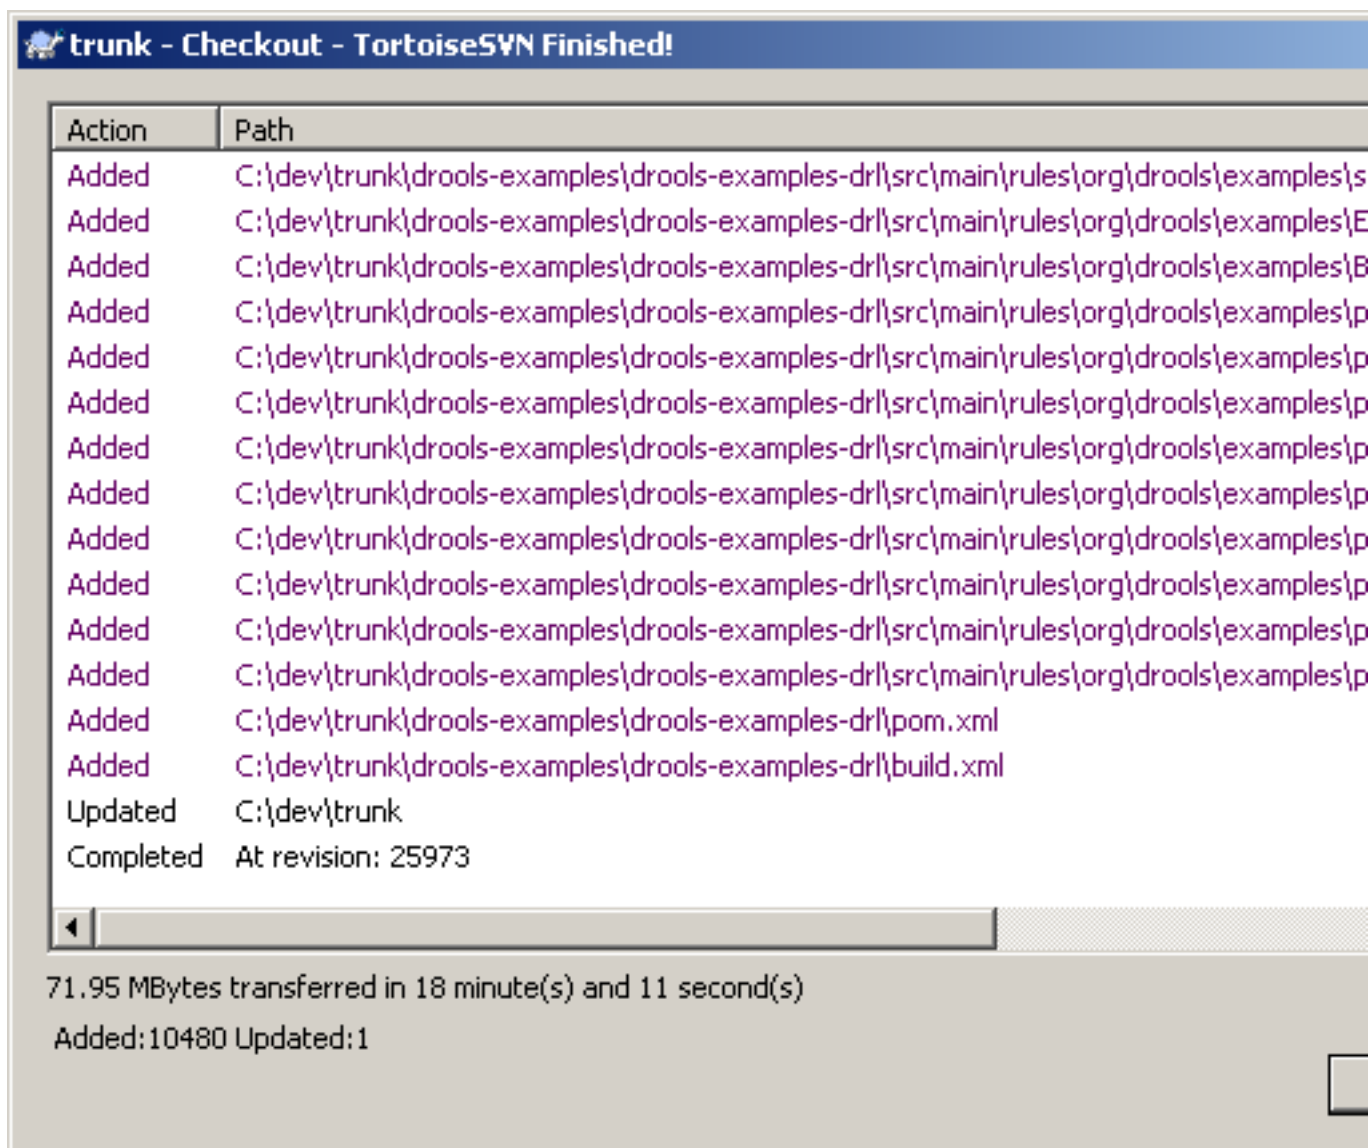 trunk - Checkout - TortoiseSVN Finished!
Action Path
Added C:\dev\trunk\drools-examples\drools-examples-drl\src\main\rules\org\drools\examples\s
Added C:\dev\trunk\drools-examples\drools-examples-drl\src\main\rules\org\drools\examples\E
Added C:\dev\trunk\drools-examples\drools-examples-drl\src\main\rules\org\drools\examples\B
Added C:\dev\trunk\drools-examples\drools-examples-drl\src\main\rules\org\drools\examples\p
Added C:\dev\trunk\drools-examples\drools-examples-drl\src\main\rules\org\drools\examples\p
Added C:\dev\trunk\drools-examples\drools-examples-drl\src\main\rules\org\drools\examples\p
Added C:\dev\trunk\drools-examples\drools-examples-drl\src\main\rules\org\drools\examples\p
Added C:\dev\trunk\drools-examples\drools-examples-drl\src\main\rules\org\drools\examples\p
Added C:\dev\trunk\drools-examples\drools-examples-drl\src\main\rules\org\drools\examples\p
Added C:\dev\trunk\drools-examples\drools-examples-drl\src\main\rules\org\drools\examples\p
Added C:\dev\trunk\drools-examples\drools-examples-drl\src\main\rules\org\drools\examples\p
Added C:\dev\trunk\drools-examples\drools-examples-drl\src\main\rules\org\drools\examples\p
Added C:\dev\trunk\drools-examples\drools-examples-drl\pom.xml
Added C:\dev\trunk\drools-examples\drools-examples-drl\build.xml
Updated C:\dev\trunk
Completed At revision: 25973
71.95 MBytes transferred in 18 minute(s) and 11 second(s)
Added:10480 Updated:1